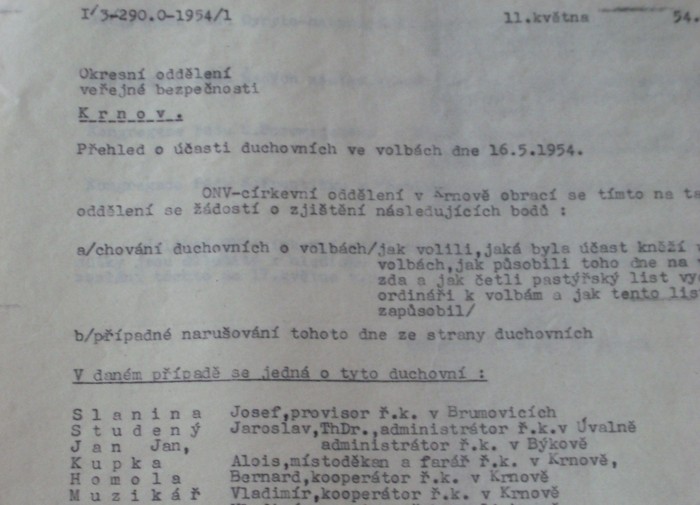 I/3-290.0-1954/1 11.května 54.
Okresní oddělení
veřejné bezpečnosti
K r n o v .
Přehled o účasti duchovních ve volbách dne 16.5.1954.
ONV-církevní oddělení v Krnově obrací se tímto na
oddělení se žádostí o zjištění následujících bodů :
a/chování duchovních o volbách/jak volili,jaká byla účast kněží
volbách,jak působili toho dne na
zda a jak četli pastýřský list
ordináři k volbám a jak tento list
zapůsobil/
b/případné narušování tohoto dne ze strany duchovních
V daném případě se jedná o tyto duchovní :
S l a n i n a Josef,provisor ř.k. v Brumovicích
S t u d e n ý Jaroslav,ThDr.,administrátor ř.k.v Úvalně
J a n Jan, administrátor ř.k. v Býkově
K u p k a Alois,místoděkan a farář ř.k. v Krnově,
H o m o l a Bernard,kooperátor ř.k. v Krnově
M u z i k á ř Vladimír,kooperátor ř.k. v Krnově